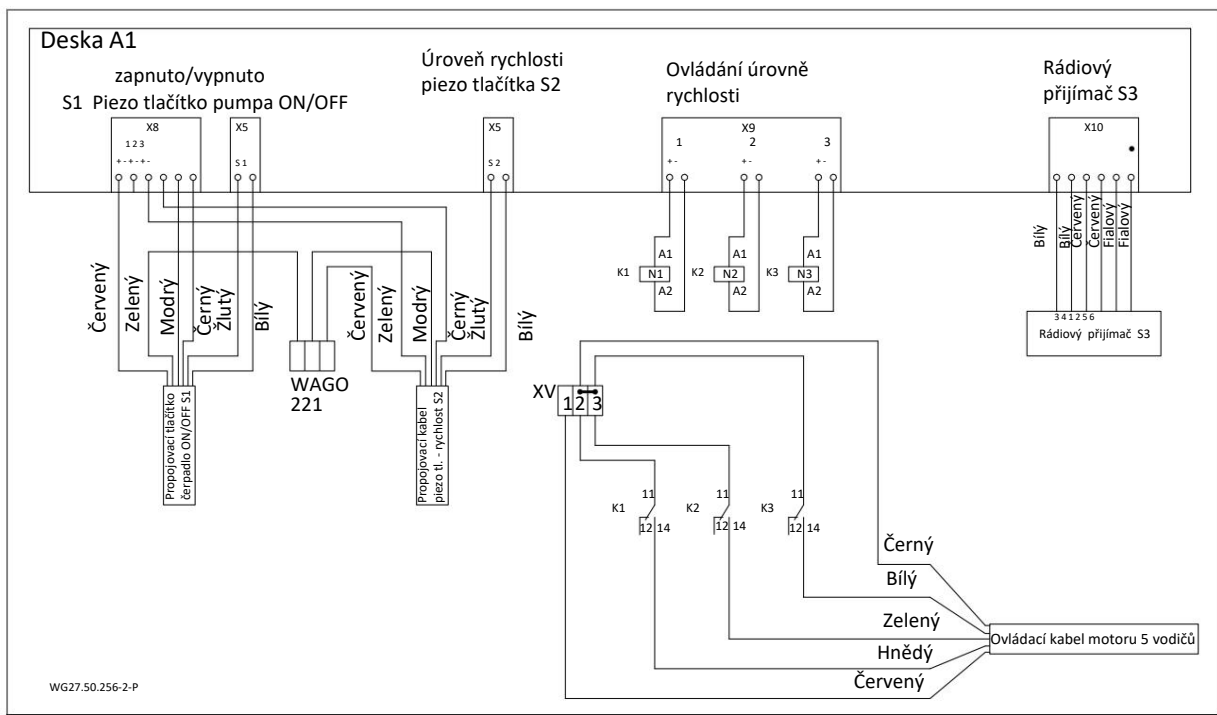 Deska A1
zapnuto/vypnuto
S1 Piezo tlačítko pumpa ON/OFF
Úroveň rychlosti
piezo tlačítka S2
Ovládání úrovně
rychlosti
Rádiový
přijímač S3
X8
X5
X5
X9
X10
1 2 3
1
2
3
+ - + - + -
S 1
S 2
+ -
+ -
+ -
Červený
Zelený
Modrý
Černý
Žlutý
Bílý
Červený
Zelený
Modrý
Černý
Žlutý
Bílý
A1
A1
A1
K1
N1
K2
N2
K3
N3
A2
A2
A2
Bílý
Bílý
Červený
Červený
Fialový
Fialový
3 4 1 2 5 6
Rádiový přijímač S3
WAGO
221
Propojovací tlačítko
čerpadlo ON/OFF S1
Propojovací kabel
piezo tl. - rychlost S2
XV
1 2 3
11
11
11
K1
K2
K3
12 14
12 14
12 14
Černý
Bílý
Zelený
Hnědý
Červený
Ovládací kabel motoru 5 vodičů
WG27.50.256-2-P